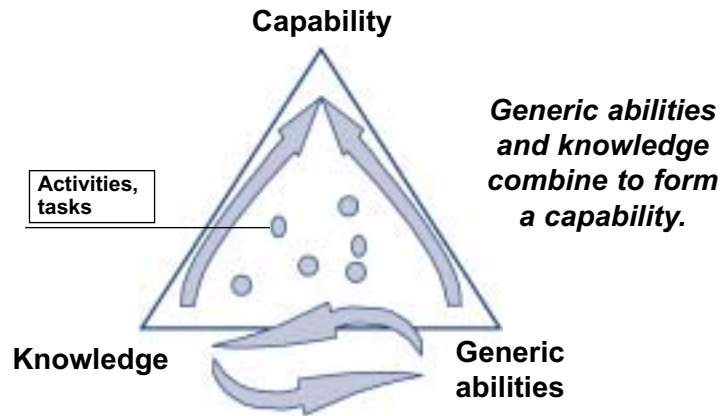 Capability
Generic abilities
and knowledge
combine to form
a capability.
Activities,
tasks
Knowledge
Generic
abilities